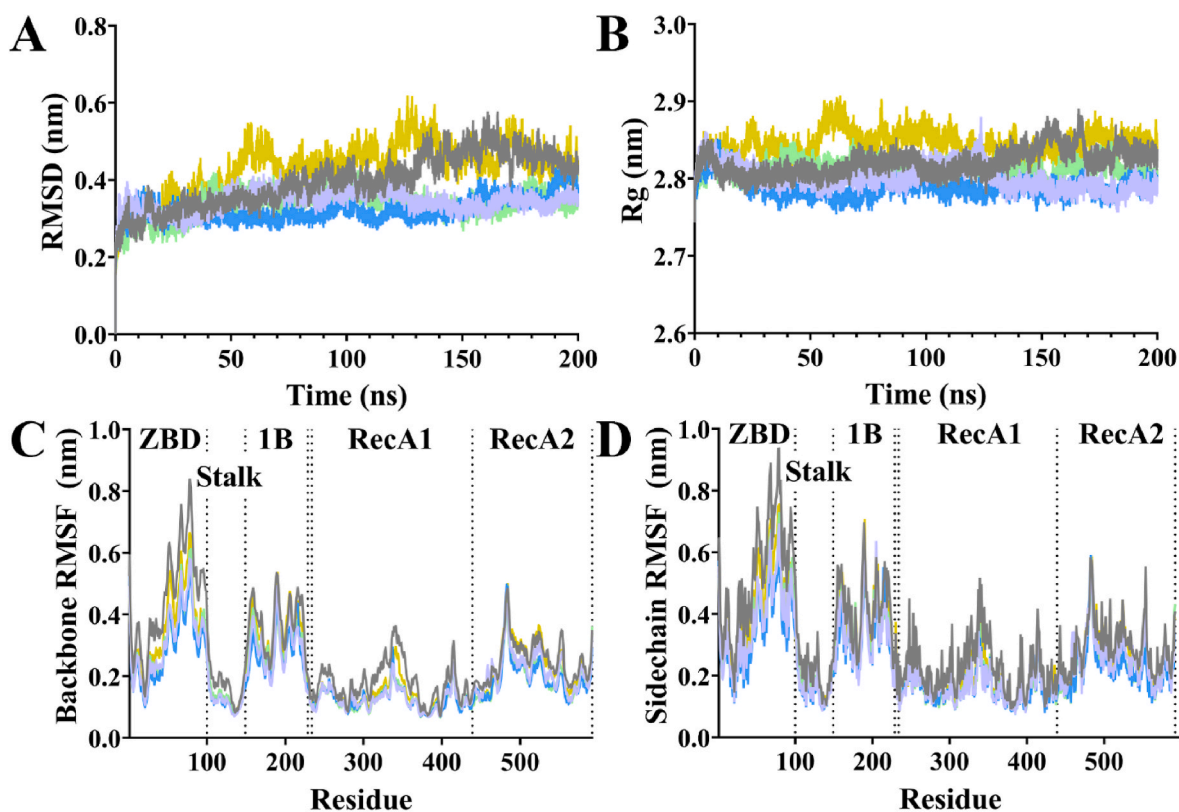 A
RMSD (nm)
0.8
0.6
0.4
0.2
0.0
0 50 100 150 200
Time (ns)
B
Rg (nm)
3.0
2.9
2.8
2.7
2.6
0 50 100 150 200
Time (ns)
C
Backbone RMSF (nm)
1.0
0.8
0.6
0.4
0.2
0.0
ZBD 1B RecA1 RecA2
Stalk
100 200 300 400 500
Residue
D
Sidechain RMSF (nm)
1.0
0.8
0.6
0.4
0.2
0.0
ZBD 1B RecA1 RecA2
Stalk
100 200 300 400 500
Residue